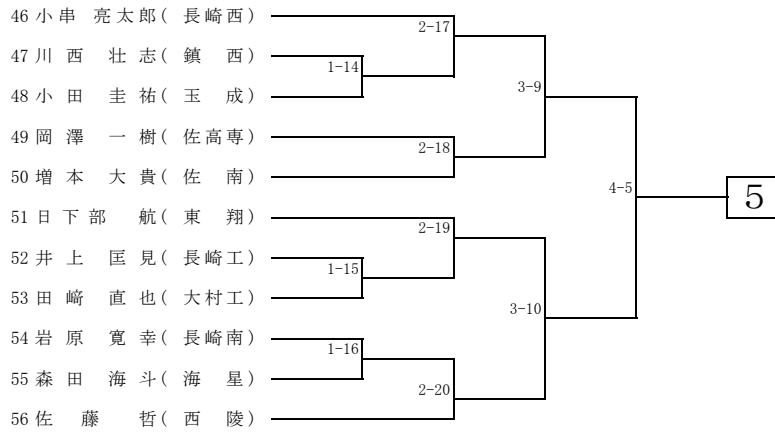 46 小串 亮太郎(長崎西)
2-17
47 川西 壮志(鎮西)
1-14
48 小田 圭祐(玉成)
3-9
49 岡澤 一樹(佐高専)
2-18
50 増本 大貴(佐南)
4-5
5
51 日下部 航(東翔)
2-19
52 井上 匡見(長崎工)
1-15
53 田﨑 直也(大村工)
3-10
54 岩原 寛幸(長崎南)
1-16
55 森田 海斗(海星)
2-20
56 佐藤 哲(西陵)